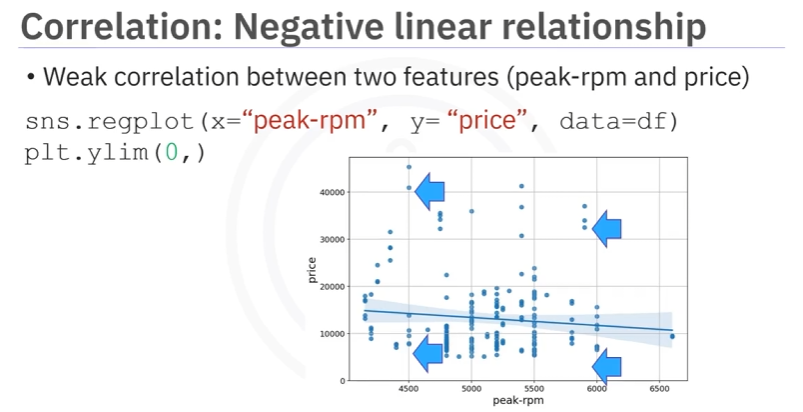 Correlation: Negative linear relationship
• Weak correlation between two features (peak-rpm and price)
sns.regplot(x=“peak-rpm”, y= “price”, data=df)
plt.ylim(0,)
40000
30000
20000
10000
0
price
4500 5000 5500 6000 6500
peak-rpm